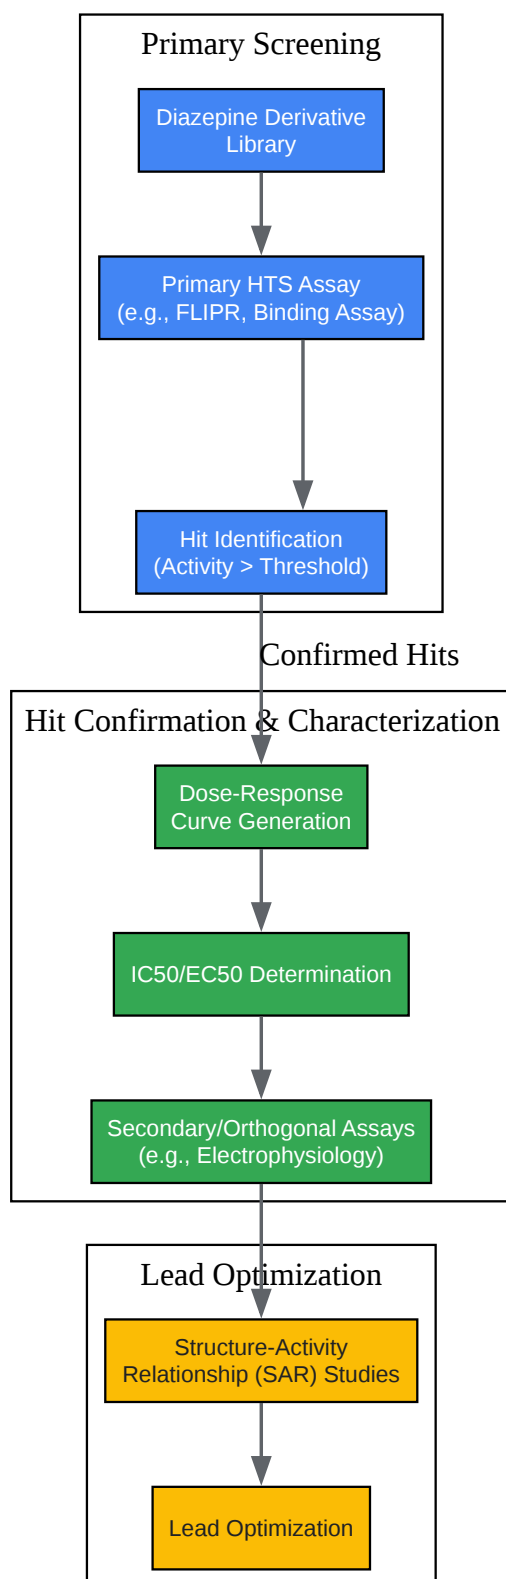 Primary Screening
Diazepine Derivative
Library
Primary HTS Assay
(e.g., FLIPR, Binding Assay)
Hit Identification
(Activity > Threshold)
Confirmed Hits
Hit Confirmation & Characterization
Dose-Response
Curve Generation
IC50/EC50 Determination
Secondary/Orthogonal Assays
(e.g., Electrophysiology)
Lead Optimization
Structure-Activity
Relationship (SAR) Studies
Lead Optimization